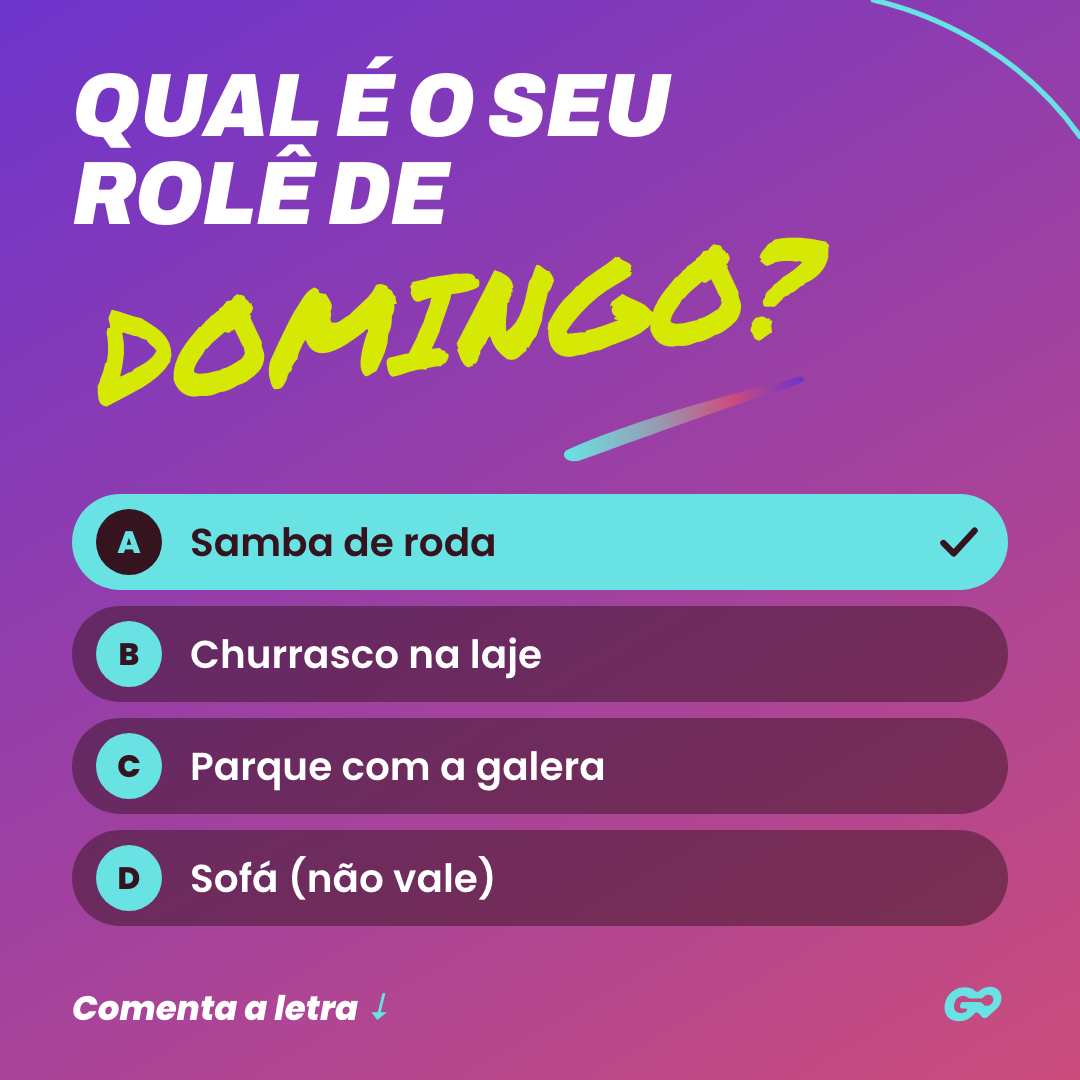 QUAL É O SEU
ROLÊ DE
DOMINGO?
A Samba de roda
B Churrasco na laje
C Parque com a galera
D Sofá (não vale)
Comenta a letra ↓